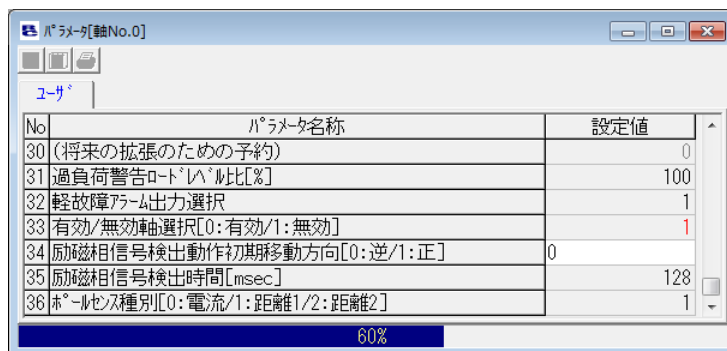 パラメータ[軸No.0]
ユーザ
No パラメータ名称 設定値
30 (将来の拡張のための予約) 0
31 過負荷警告ロードレベル比[%] 100
32 軽故障アラーム出力選択 1
33 有効/無効軸選択[0:有効/1:無効] 1
34 励磁相信号検出動作初期移動方向[0:逆/1:正] 0
35 励磁相信号検出時間[msec] 128
36 ポールセンス種別[0:電流/1:距離1/2:距離2] 1
60%